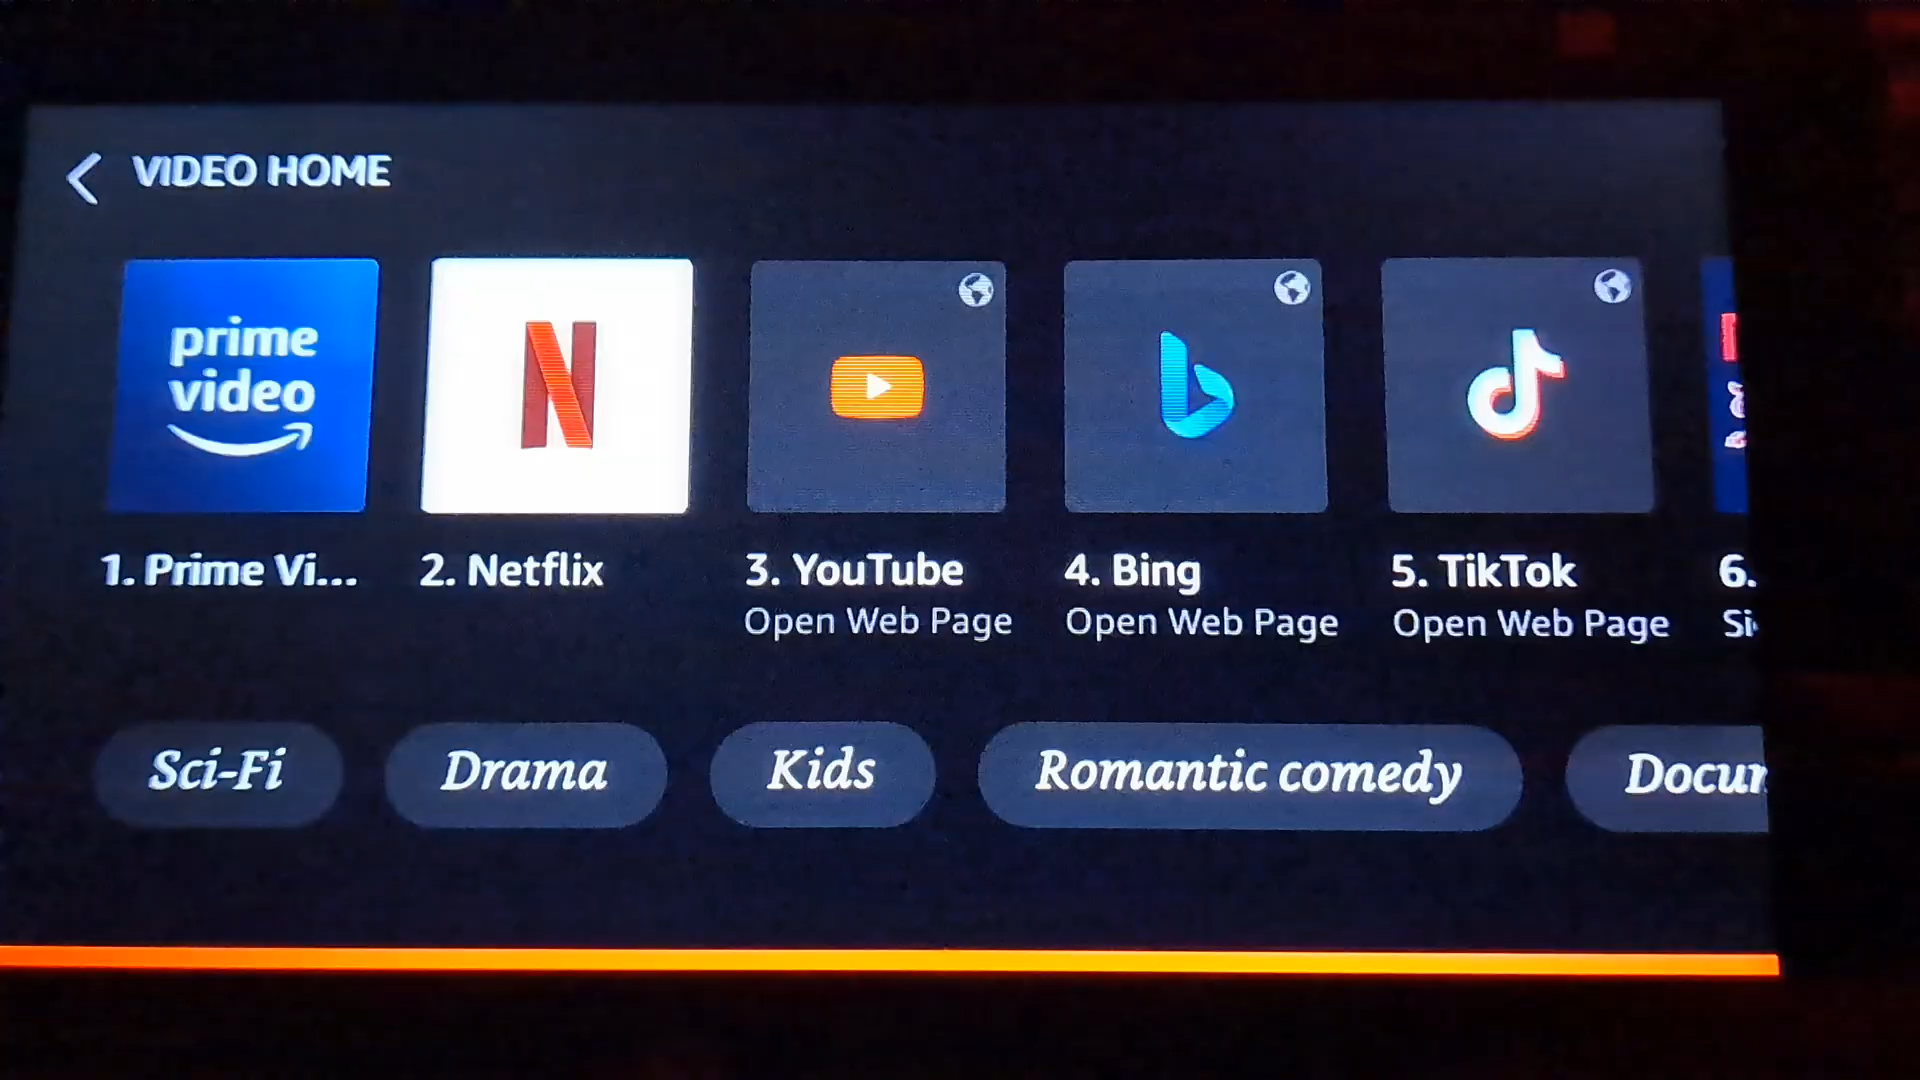 VIDEO HOME
prime
video
1. Prime Vi...
2. Netflix
3. YouTube
Open Web Page
4. Bing
Open Web Page
5. TikTok
Open Web Page
6.
Sci-Fi
Drama
Kids
Romantic comedy